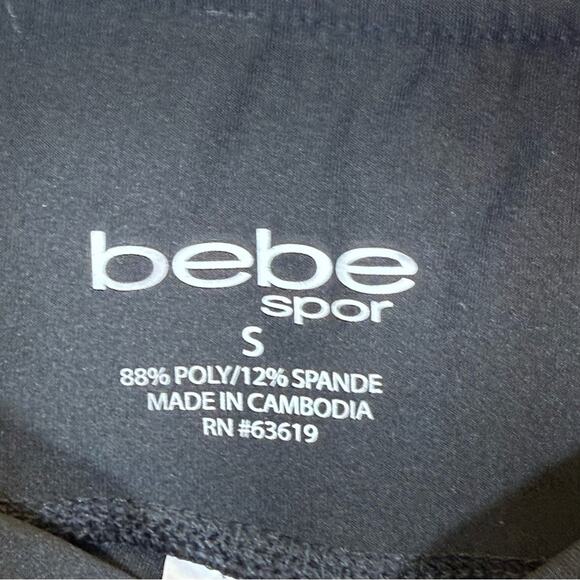 bebe
spor
S
88% POLY/12% SPANDE
MADE IN CAMBODIA
RN #63619